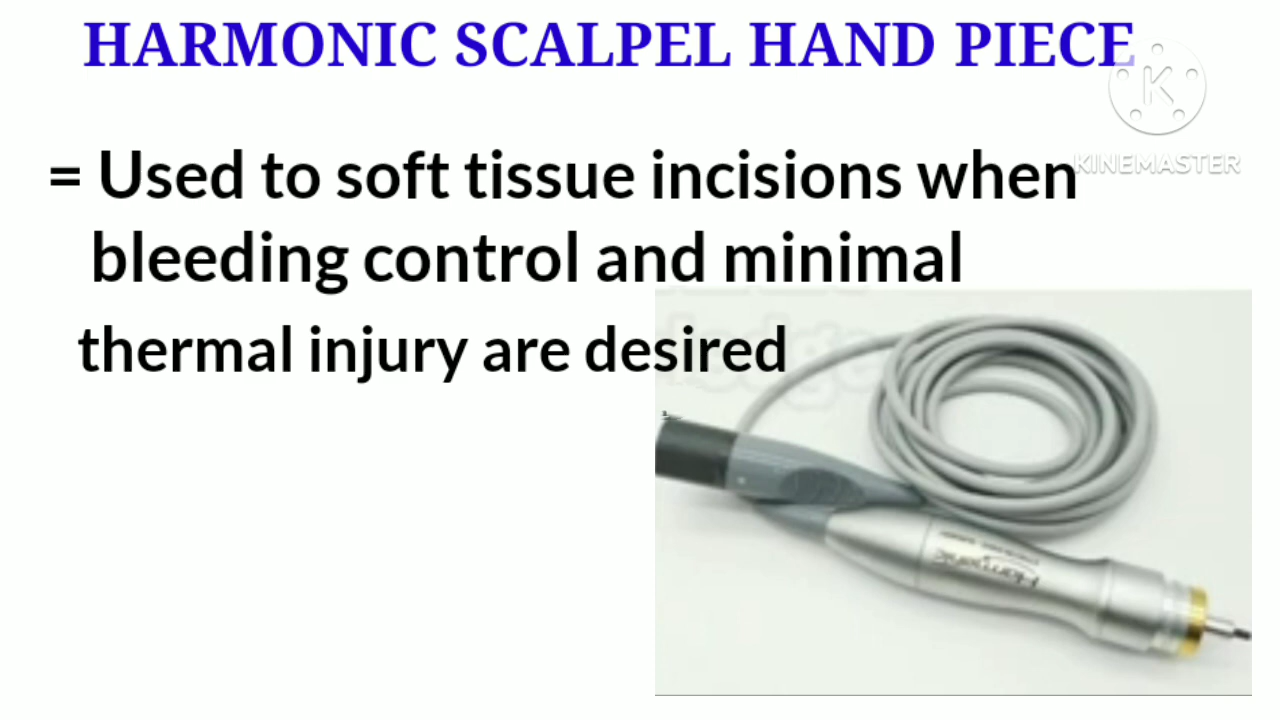 HARMONIC SCALPEL HAND PIECE
K
KINEMASTER
= Used to soft tissue incisions when
bleeding control and minimal
thermal injury are desired
Harmonic